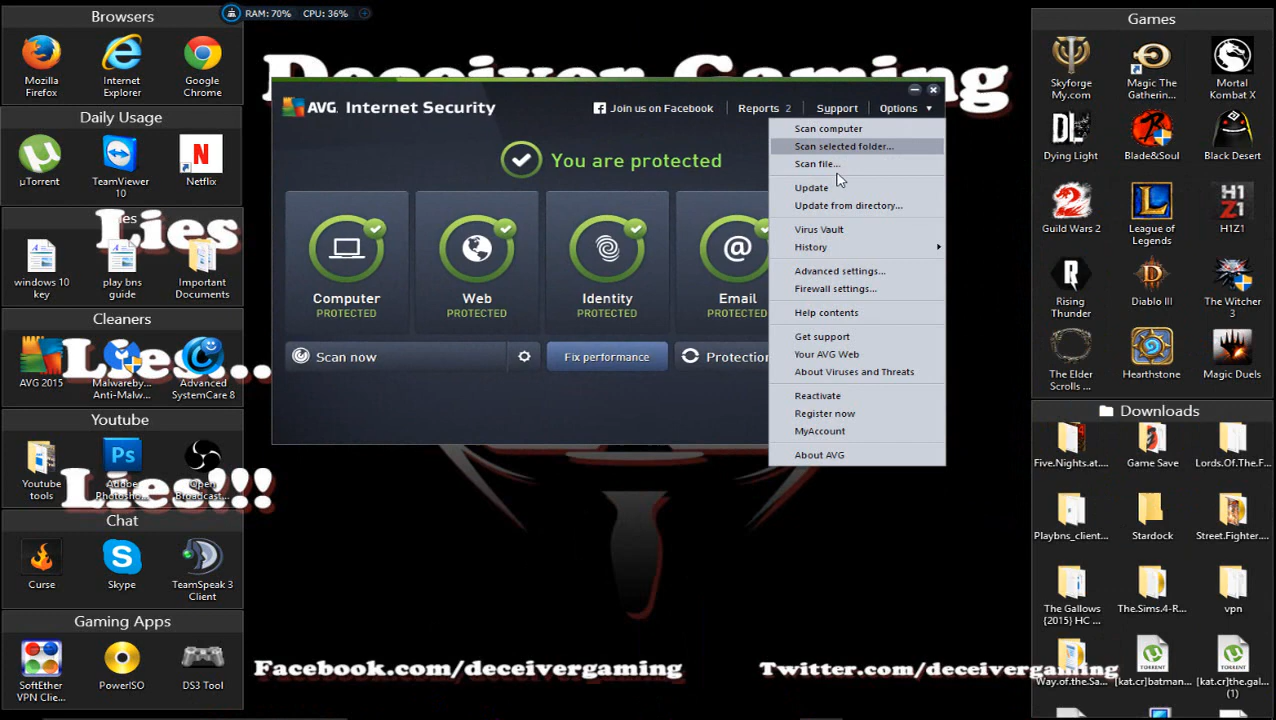 RAM: 70% CPU: 36%
Browsers
Mozilla Firefox
Internet Explorer
Google Chrome
Daily Usage
µTorrent
TeamViewer 10
Netflix
Lies
windows 10 key
play bns guide
Important Documents
Cleaners
Lies...
AVG 2015
Malwareby... Anti-Malw...
Advanced SystemCare 8
Youtube
Lies!!!
Youtube tools
Adobe Photosho...
Open Broadcast...
Chat
Curse
Skype
TeamSpeak 3 Client
Gaming Apps
SoftEther VPN Clie...
PowerISO
DS3 Tool
Deceiver Gaming
AVG. Internet Security
Join us on Facebook
Reports 2
Support
Options
You are protected
Computer
PROTECTED
Web
PROTECTED
Identity
PROTECTED
Email
PROTECTED
Scan now
Fix performance
Protection
Scan computer
Scan selected folder...
Scan file...
Update
Update from directory...
Virus Vault
History
Advanced settings...
Firewall settings...
Help contents
Get support
Your AVG Web
About Viruses and Threats
Reactivate
Register now
MyAccount
About AVG
Facebook.com/deceivergaming
Twitter.com/deceivergaming
Games
Skyforge My.com
Magic The Gatherin...
Mortal Kombat X
Dying Light
Blade&Soul
Black Desert
Guild Wars 2
League of Legends
H1Z1
Rising Thunder
Diablo III
The Witcher 3
The Elder Scrolls ...
Hearthstone
Magic Duels
Downloads
Five.Nights.at....
Game Save
Lords.Of.The.F...
Playbns_client...
Stardock
Street.Fighter....
The Gallows {2015} HC ...
The.Sims.4-R...
vpn
Way.of.the.Sa...
[kat.cr]batman...
[kat.cr]the.gal... (1)